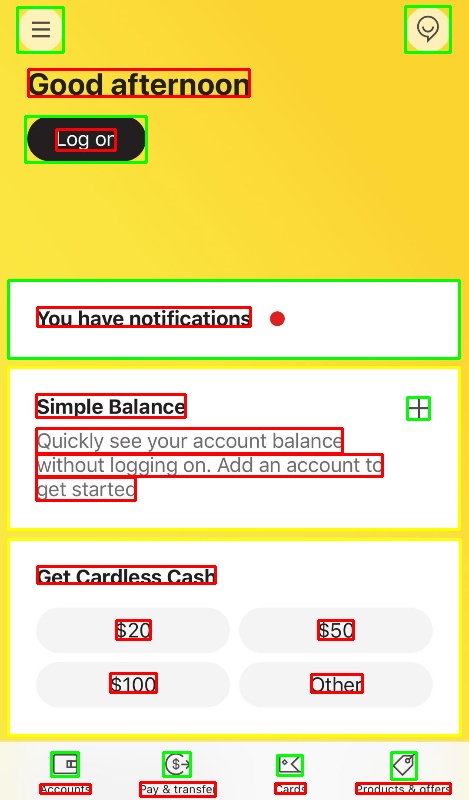 Good afternoon
Log on
You have notifications
Simple Balance
Quickly see your account balance
without logging on. Add an account to
get started
Get Cardless Cash
$20
$50
$100
Other
Accounts
Pay & transfer
Cards
Products & offers